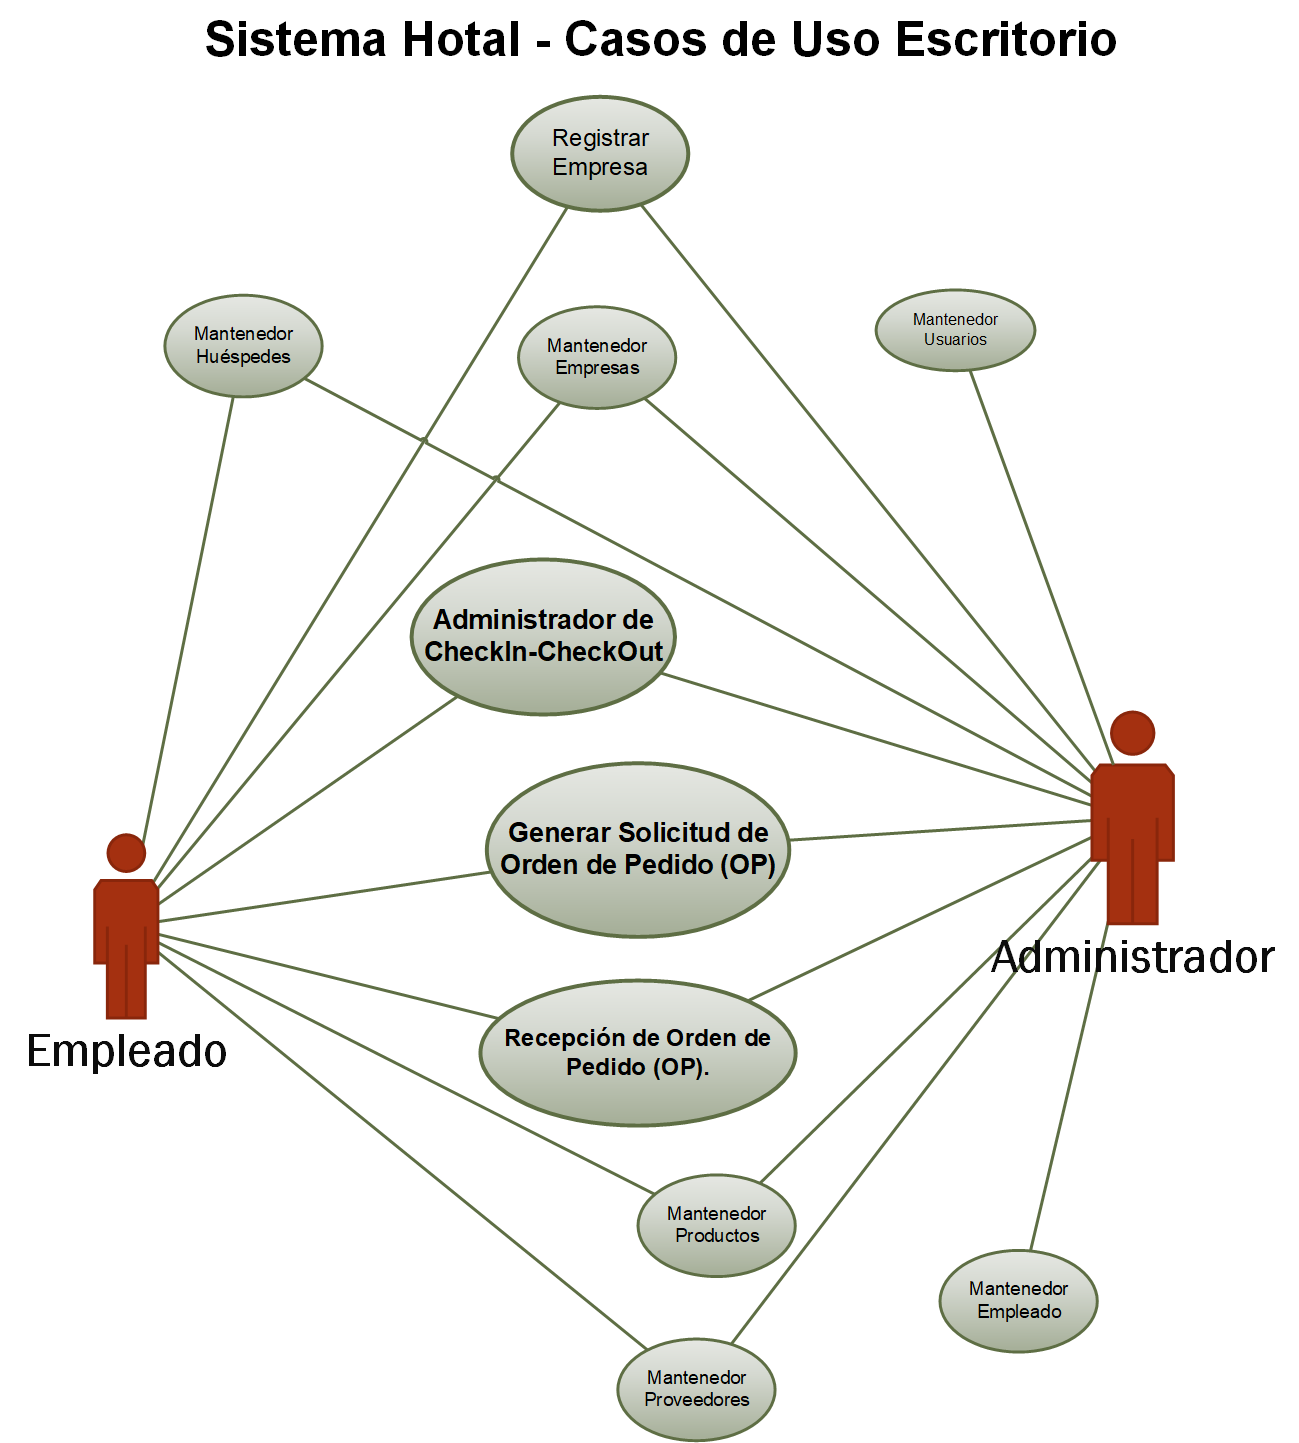 Sistema Hotal - Casos de Uso Escritorio
Registrar
Empresa
Mantenedor
Huéspedes
Mantenedor
Empresas
Mantenedor
Usuarios
Administrador de
CheckIn-CheckOut
Generar Solicitud de
Orden de Pedido (OP)
Administrador
Empleado
Recepción de Orden de
Pedido (OP).
Mantenedor
Productos
Mantenedor
Empleado
Mantenedor
Proveedores